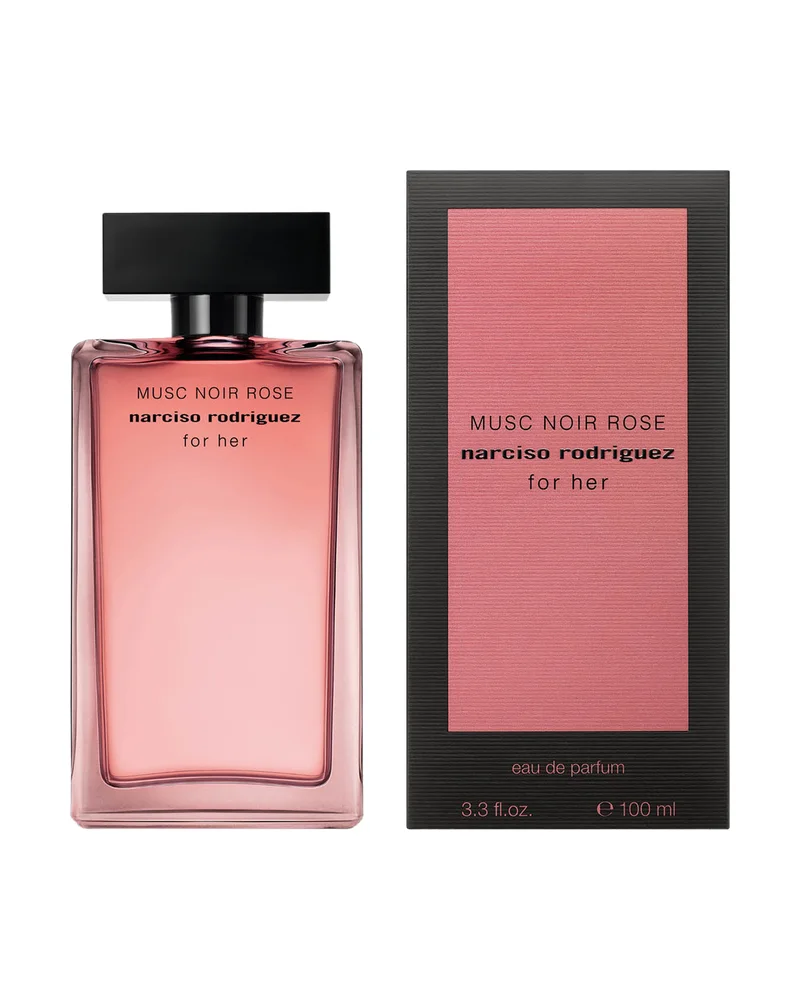 MUSC NOIR ROSE
narciso rodriguez
for her
MUSC NOIR ROSE
narciso rodriguez
for her
eau de parfum
3.3 fl.oz. ℮ 100 ml